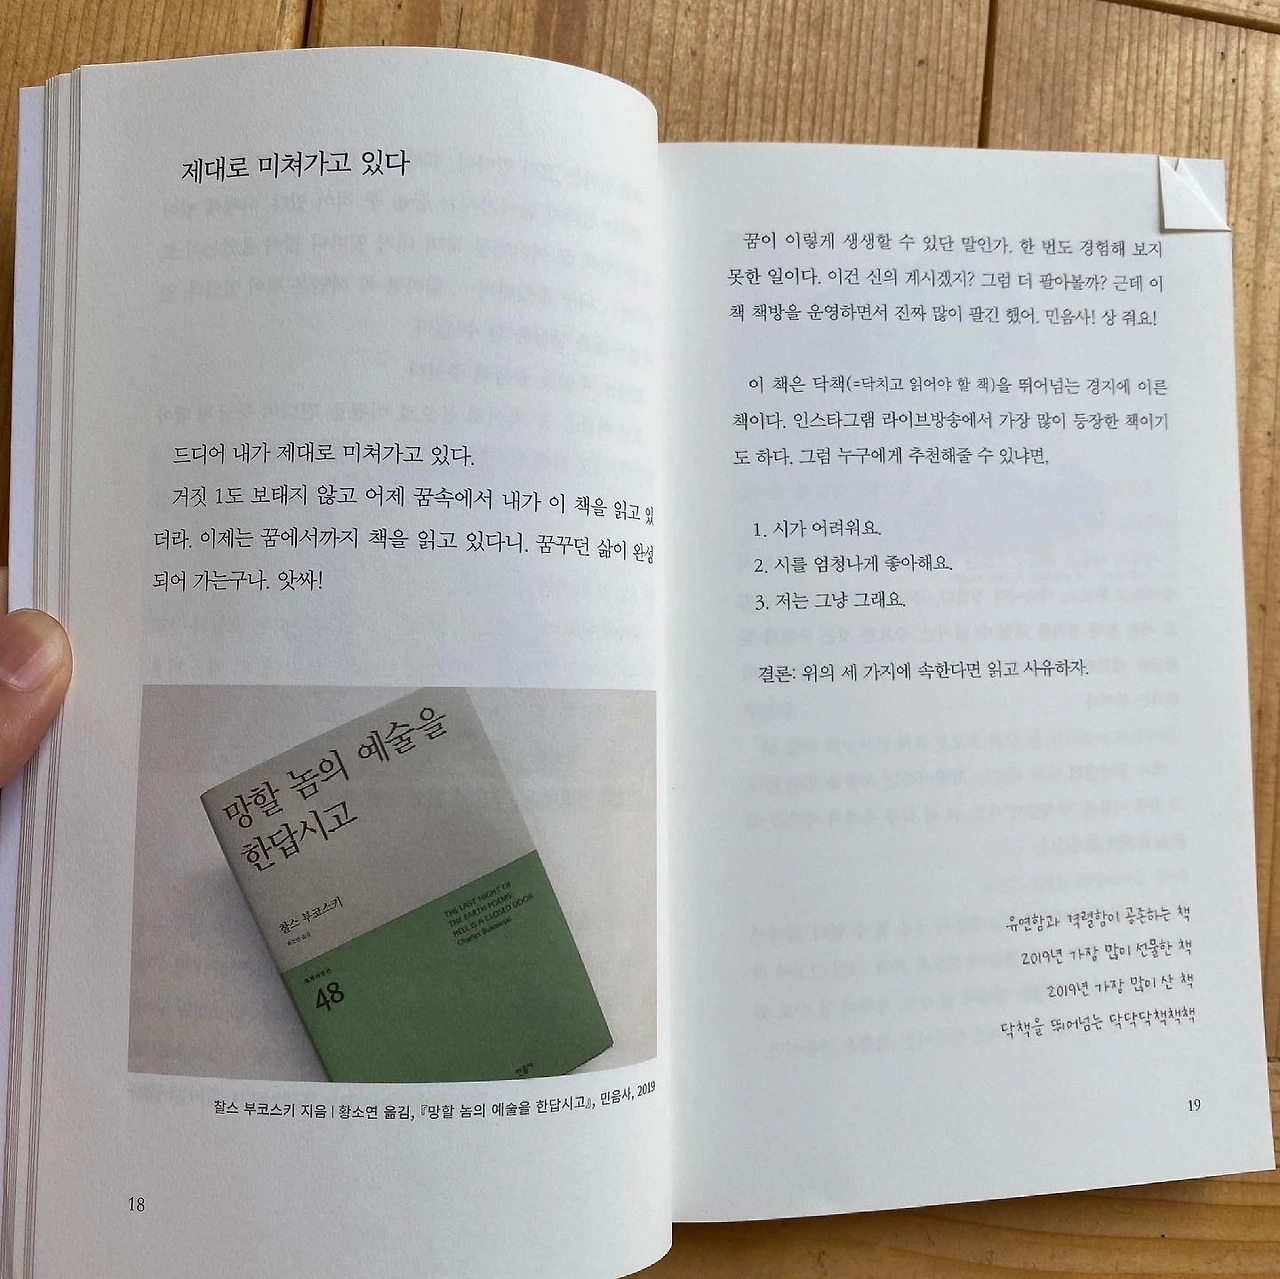 제대로 미쳐가고 있다
드디어 내가 제대로 미쳐가고 있다.
거짓 1도 보태지 않고 어제 꿈속에서 내가 이 책을 읽고 있
더라. 이제는 꿈에서까지 책을 읽고 있다니. 꿈꾸던 삶이 완성
되어 가는구나. 앗싸!
망할 놈의 예술을
한답시고
찰스 부코스키
황소연 옮김
THE LAST NIGHT OF
THE EARTH POEMS:
HELL IS A CLOSED DOOR
Charles Bukowski
세계시인선
48
민음사
찰스 부코스키 지음 | 황소연 옮김, 『망할 놈의 예술을 한답시고』, 민음사, 2019
18
꿈이 이렇게 생생할 수 있단 말인가. 한 번도 경험해 보지
못한 일이다. 이건 신의 계시겠지? 그럼 더 팔아볼까? 근데 이
책 책방을 운영하면서 진짜 많이 팔긴 했어. 민음사! 상 줘요!
이 책은 닥책(=닥치고 읽어야 할 책)을 뛰어넘는 경지에 이른
책이다. 인스타그램 라이브방송에서 가장 많이 등장한 책이기
도 하다. 그럼 누구에게 추천해줄 수 있냐면,
1. 시가 어려워요.
2. 시를 엄청나게 좋아해요.
3. 저는 그냥 그래요.
결론: 위의 세 가지에 속한다면 읽고 사유하자.
유연함과 격렬함이 공존하는 책
2019년 가장 많이 선물한 책
2019년 가장 많이 산 책
닥책을 뛰어넘는 닥닥닥책책책
19